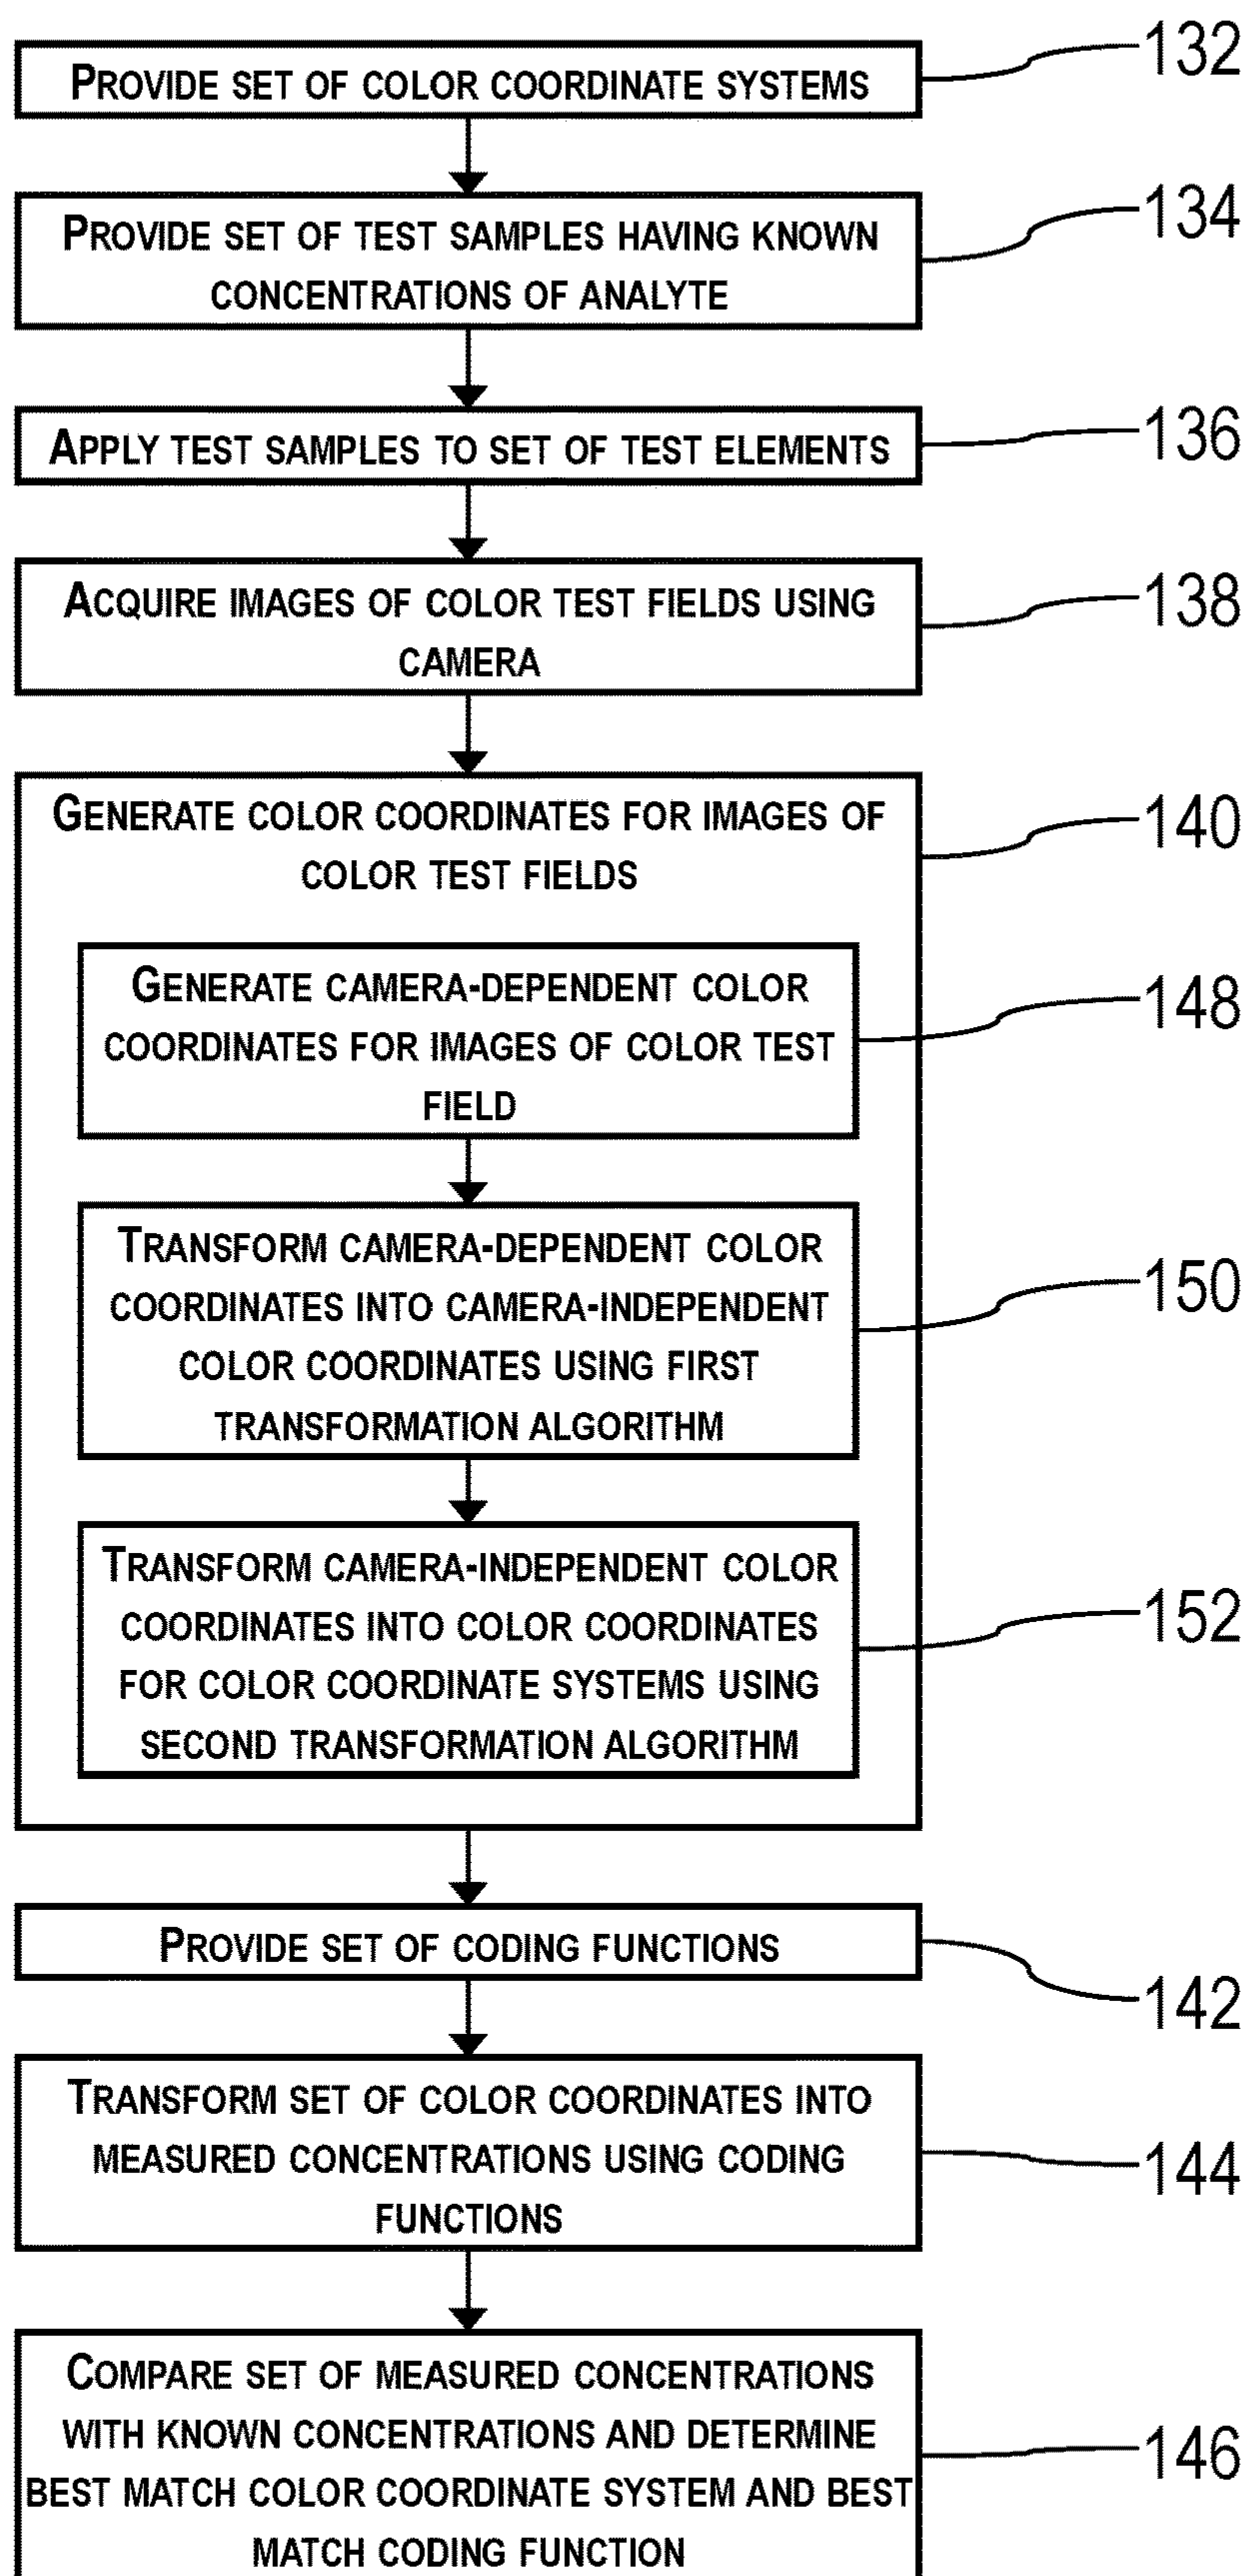 PROVIDE SET OF COLOR COORDINATE SYSTEMS
132
PROVIDE SET OF TEST SAMPLES HAVING KNOWN
CONCENTRATIONS OF ANALYTE
134
APPLY TEST SAMPLES TO SET OF TEST ELEMENTS
136
ACQUIRE IMAGES OF COLOR TEST FIELDS USING
CAMERA
138
GENERATE COLOR COORDINATES FOR IMAGES OF
COLOR TEST FIELDS
140
GENERATE CAMERA-DEPENDENT COLOR
COORDINATES FOR IMAGES OF COLOR TEST
FIELD
148
TRANSFORM CAMERA-DEPENDENT COLOR
COORDINATES INTO CAMERA-INDEPENDENT
COLOR COORDINATES USING FIRST
TRANSFORMATION ALGORITHM
150
TRANSFORM CAMERA-INDEPENDENT COLOR
COORDINATES INTO COLOR COORDINATES
FOR COLOR COORDINATE SYSTEMS USING
SECOND TRANSFORMATION ALGORITHM
152
PROVIDE SET OF CODING FUNCTIONS
142
TRANSFORM SET OF COLOR COORDINATES INTO
MEASURED CONCENTRATIONS USING CODING
FUNCTIONS
144
COMPARE SET OF MEASURED CONCENTRATIONS
WITH KNOWN CONCENTRATIONS AND DETERMINE
BEST MATCH COLOR COORDINATE SYSTEM AND BEST
MATCH CODING FUNCTION
146